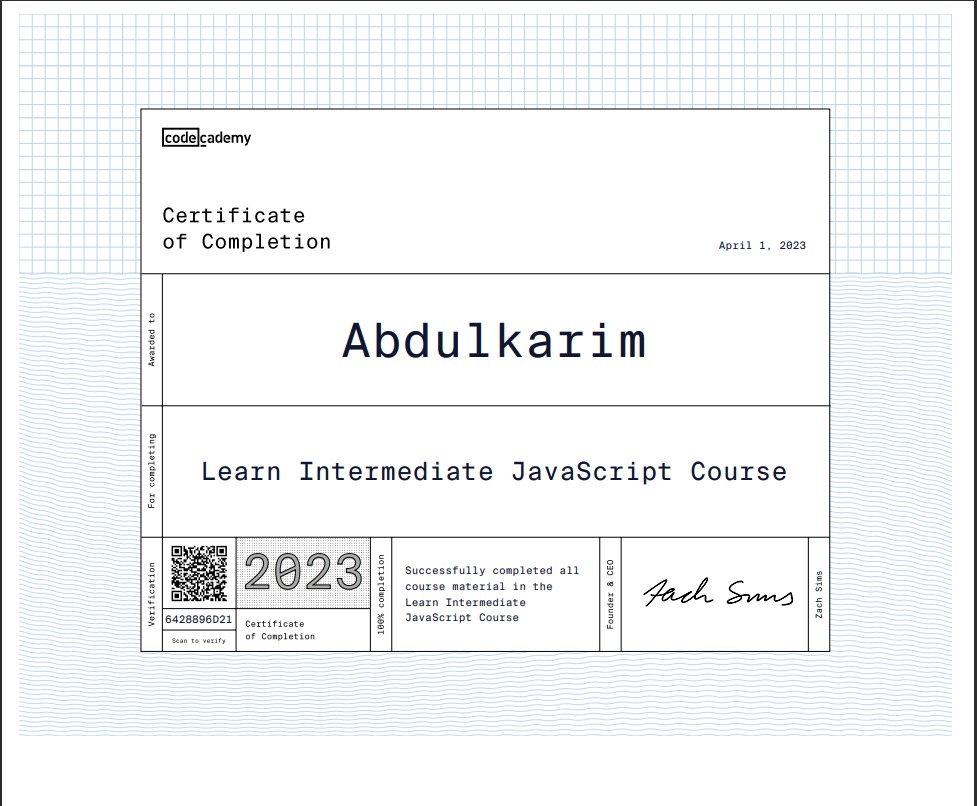 codecademy
Certificate
of Completion
April 1, 2023
Awarded to
Abdulkarim
For completing
Learn Intermediate JavaScript Course
Verification
6428896D21
Scan to verify
2023
Certificate
of Completion
100% completion
Successfully completed all
course material in the
Learn Intermediate
JavaScript Course
Founder & CEO
Zach Sims
Zach Sims